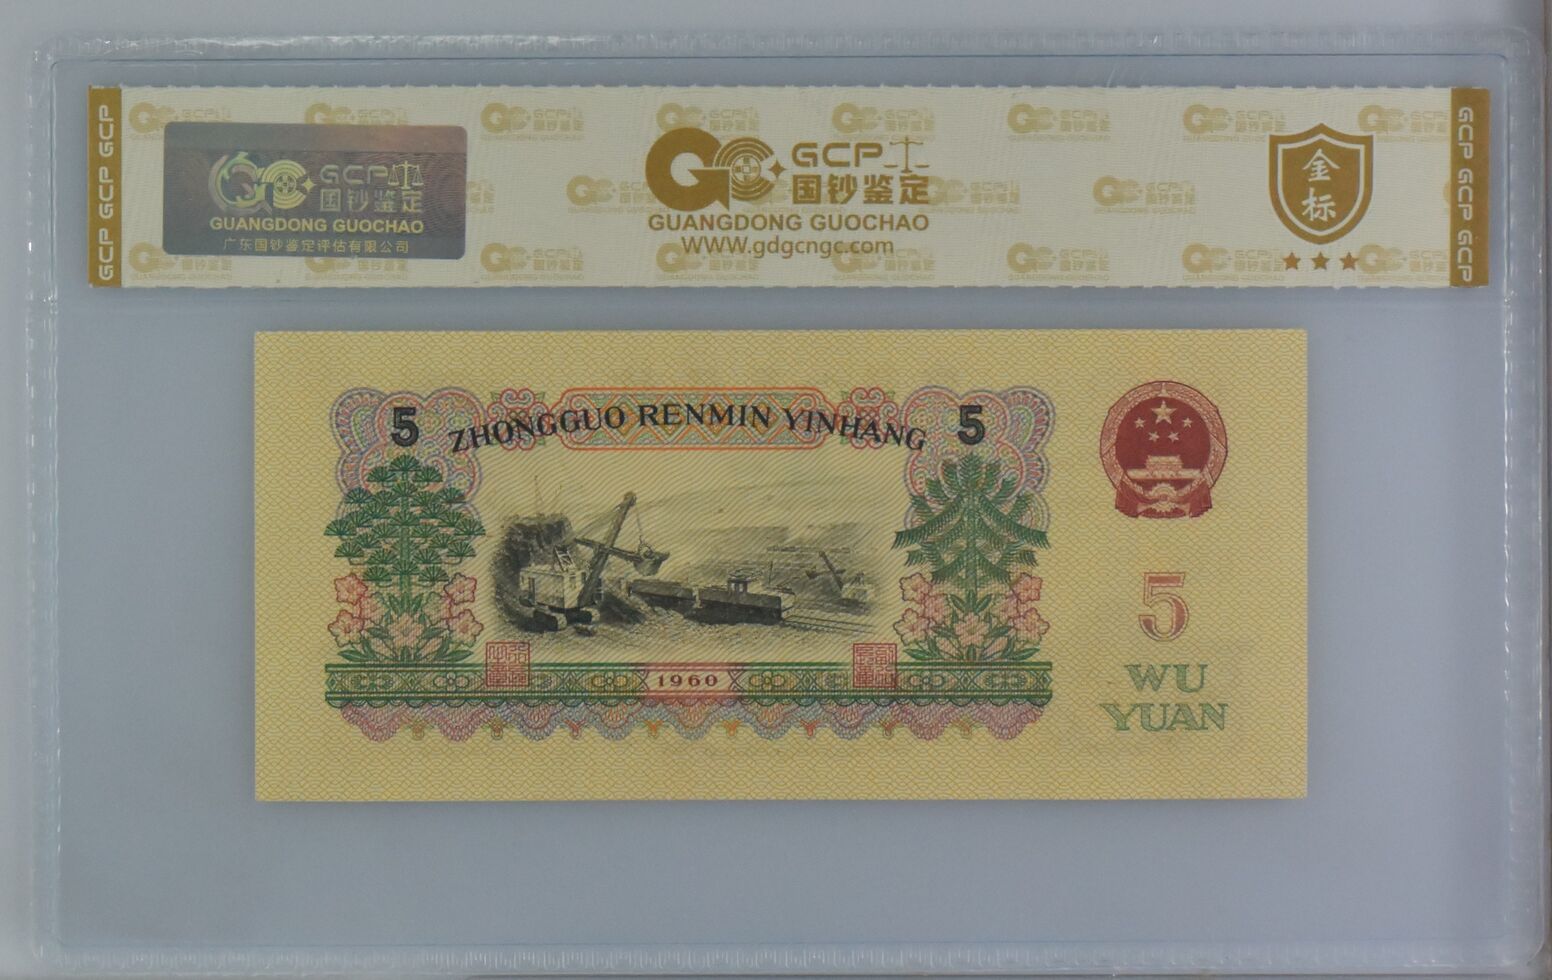 GCP GCP GCP
GCP
国钞鉴定
GUANGDONG GUOCHAO
广东国钞鉴定评估有限公司
GCP
国钞鉴定
GUANGDONG GUOCHAO
WWW.gdgcngc.com
金
标
GCP GCP GCP
5
ZHONGGUO RENMIN YINHANG
5
1960
5
WU
YUAN